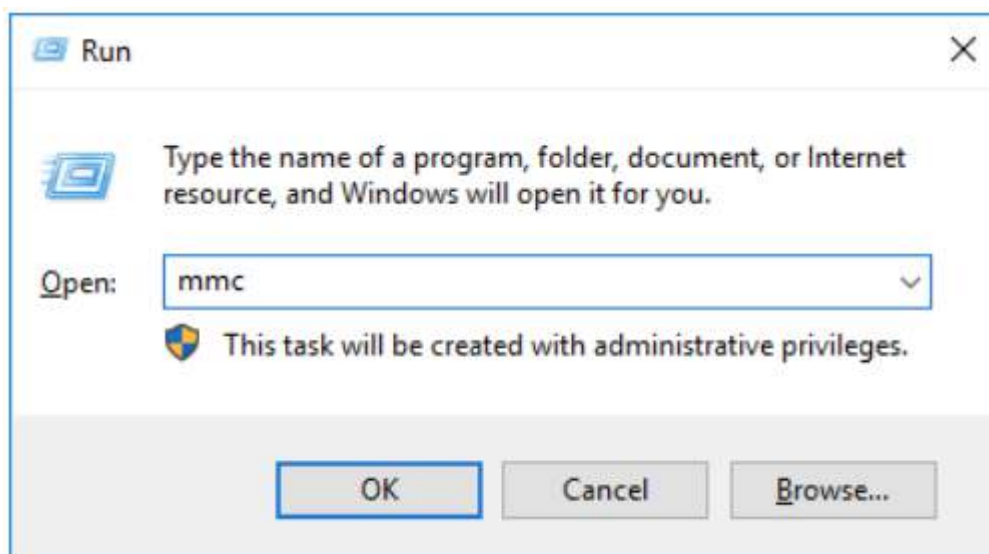 Run
Type the name of a program, folder, document, or Internet
resource, and Windows will open it for you.
Open: mmc
This task will be created with administrative privileges.
OK Cancel Browse...